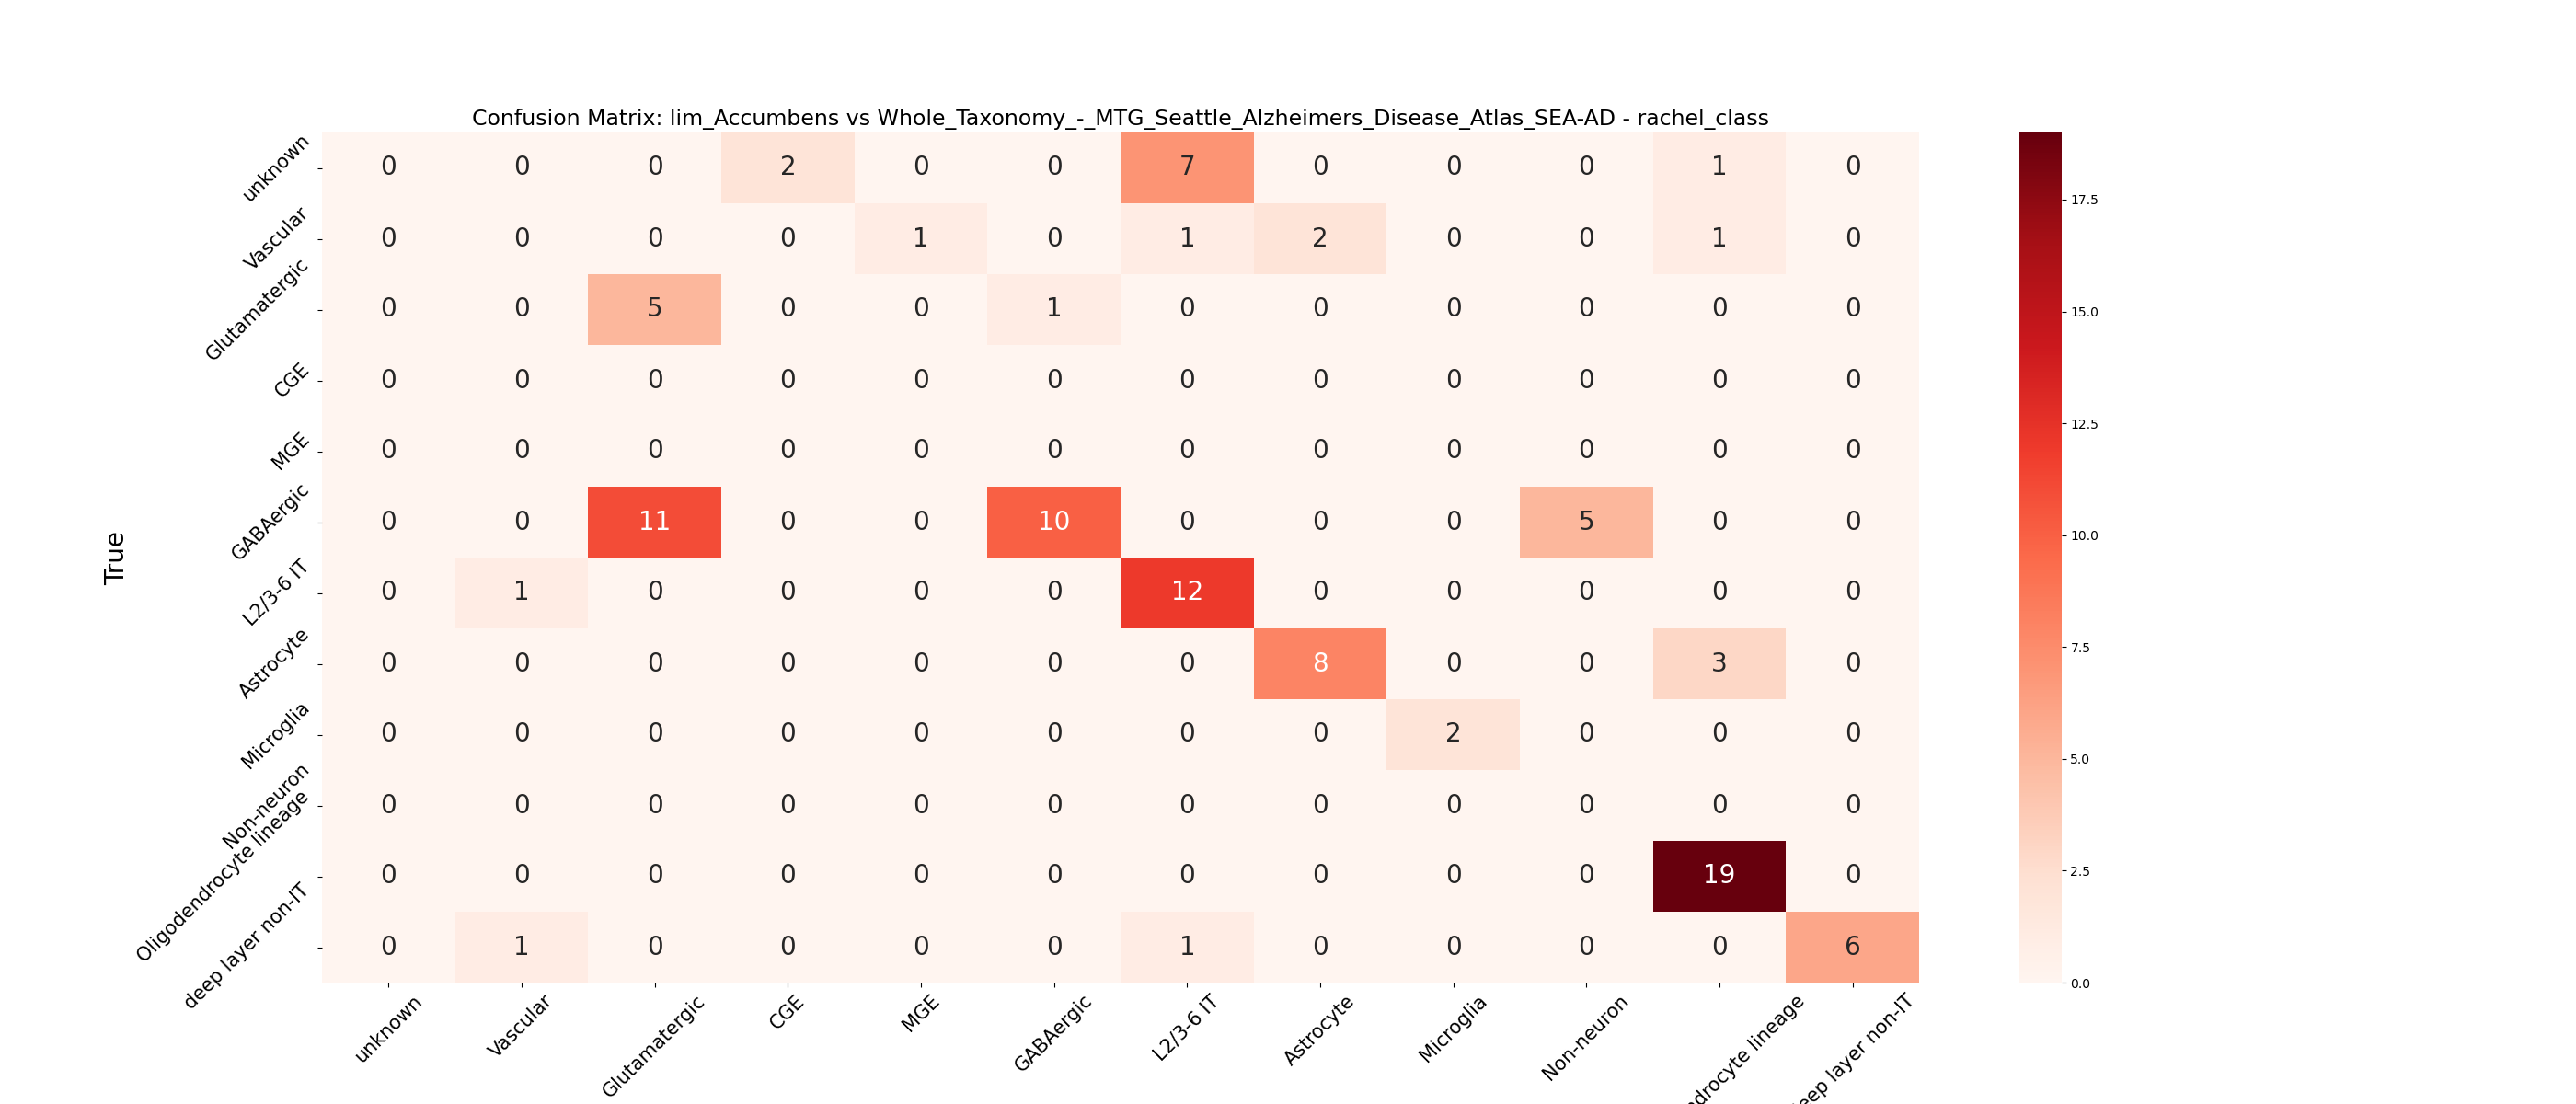 Confusion Matrix: lim_Accumbens vs Whole_Taxonomy_-_MTG_Seattle_Alzheimers_Disease_Atlas_SEA-AD - rachel_class
True
unknown 0 0 0 2 0 0 7 0 0 0 1 0
Vascular 0 0 0 0 1 0 1 2 0 0 1 0
Glutamatergic 0 0 5 0 0 1 0 0 0 0 0 0
CGE 0 0 0 0 0 0 0 0 0 0 0 0
MGE 0 0 0 0 0 0 0 0 0 0 0 0
GABAergic 0 0 11 0 0 10 0 0 0 5 0 0
L2/3-6 IT 0 1 0 0 0 0 12 0 0 0 0 0
Astrocyte 0 0 0 0 0 0 0 8 0 0 3 0
Microglia 0 0 0 0 0 0 0 0 2 0 0 0
Non-neuron 0 0 0 0 0 0 0 0 0 0 0 0
Oligodendrocyte lineage 0 0 0 0 0 0 0 0 0 0 19 0
deep layer non-IT 0 1 0 0 0 0 1 0 0 0 0 6
unknown Vascular Glutamatergic CGE MGE GABAergic L2/3-6 IT Astrocyte Microglia Non-neuron drocyte lineage eep layer non-IT
17.5
15.0
12.5
10.0
7.5
5.0
2.5
0.0